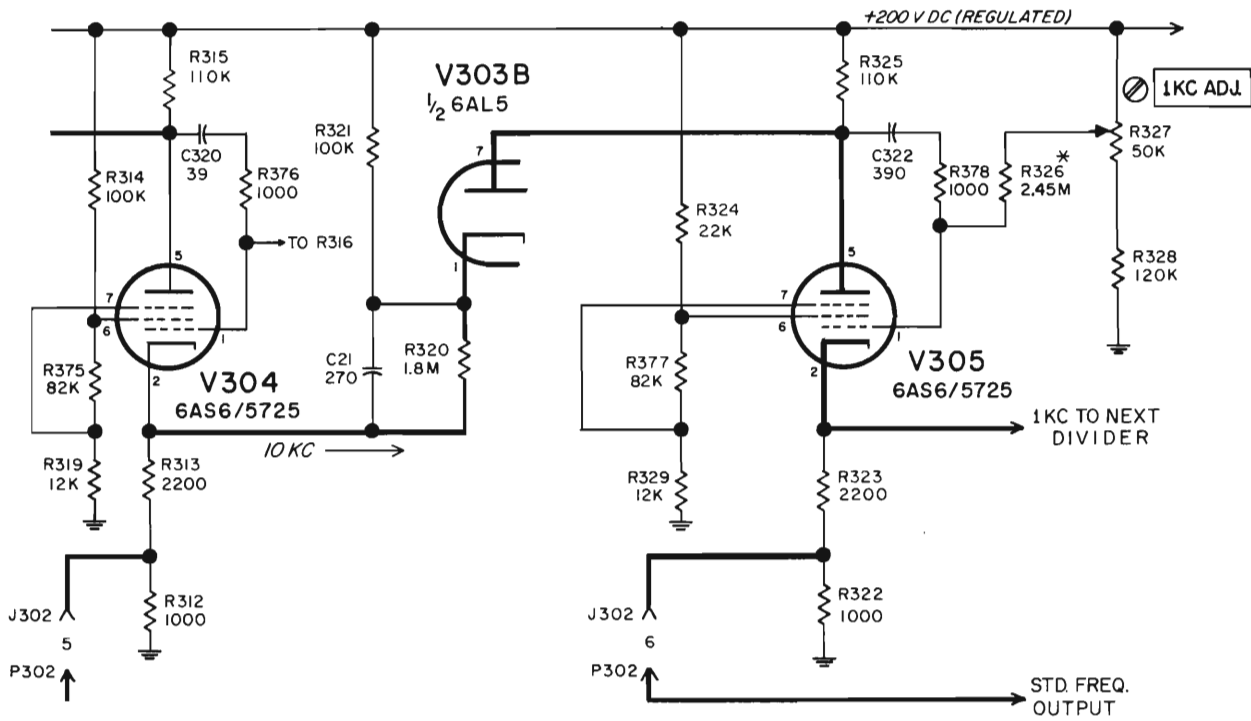 +200 V DC (REGULATED)
R315
110K
V303B
1/2 6AL5
R325
110K
1KC ADJ.
R321
100K
7
C320
39
R376
1000
C322
390
R378
1000
R326 *
2.45M
R327
50K
R314
100K
R324
22K
TO R316
1
R328
120K
5
5
7
6
1
7
6
1
R375
82K
2
C21
270
R320
1.8M
R377
82K
2
V304
6AS6/5725
V305
6AS6/5725
10 KC
1KC TO NEXT
DIVIDER
R319
12K
R313
2200
R329
12K
R323
2200
J302
5
P302
R312
1000
J302
6
P302
R322
1000
STD. FREQ.
OUTPUT